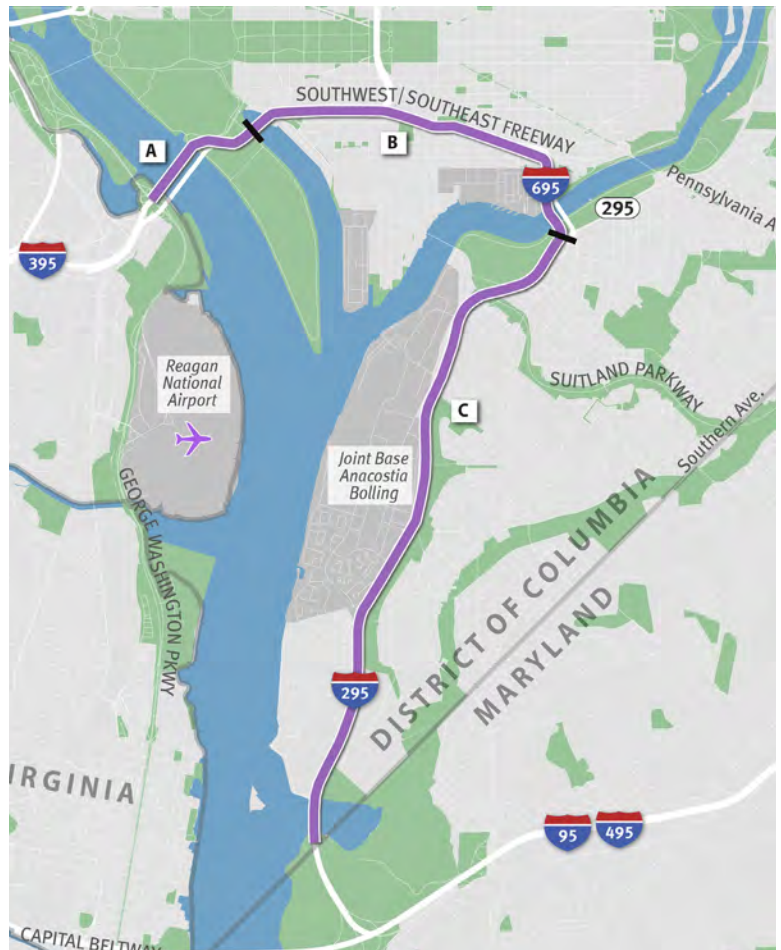 SOUTHWEST/ SOUTHEAST FREEWAY
A
B
695
Pennsylvania A
295
395
Reagan
National
Airport
SUITLAND PARKWAY
C
Southern Ave.
Joint Base
Anacostia
Bolling
GEORGE WASHINGTON PKWY
DISTRICT OF COLUMBIA
MARYLAND
295
IRGINIA
95
495
CAPITAL BELTWAY